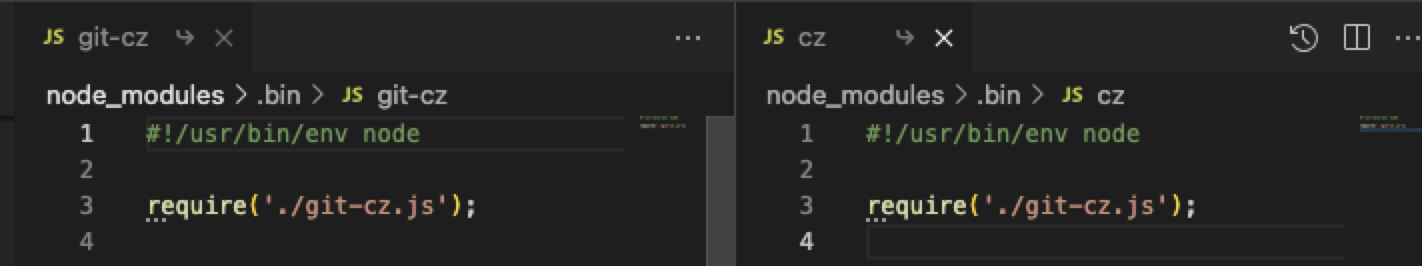 JS git-cz
node_modules > .bin > JS git-cz
1 #!/usr/bin/env node
2
3 require('./git-cz.js');
4
JS cz
node_modules > .bin > JS cz
1 #!/usr/bin/env node
2
3 require('./git-cz.js');
4